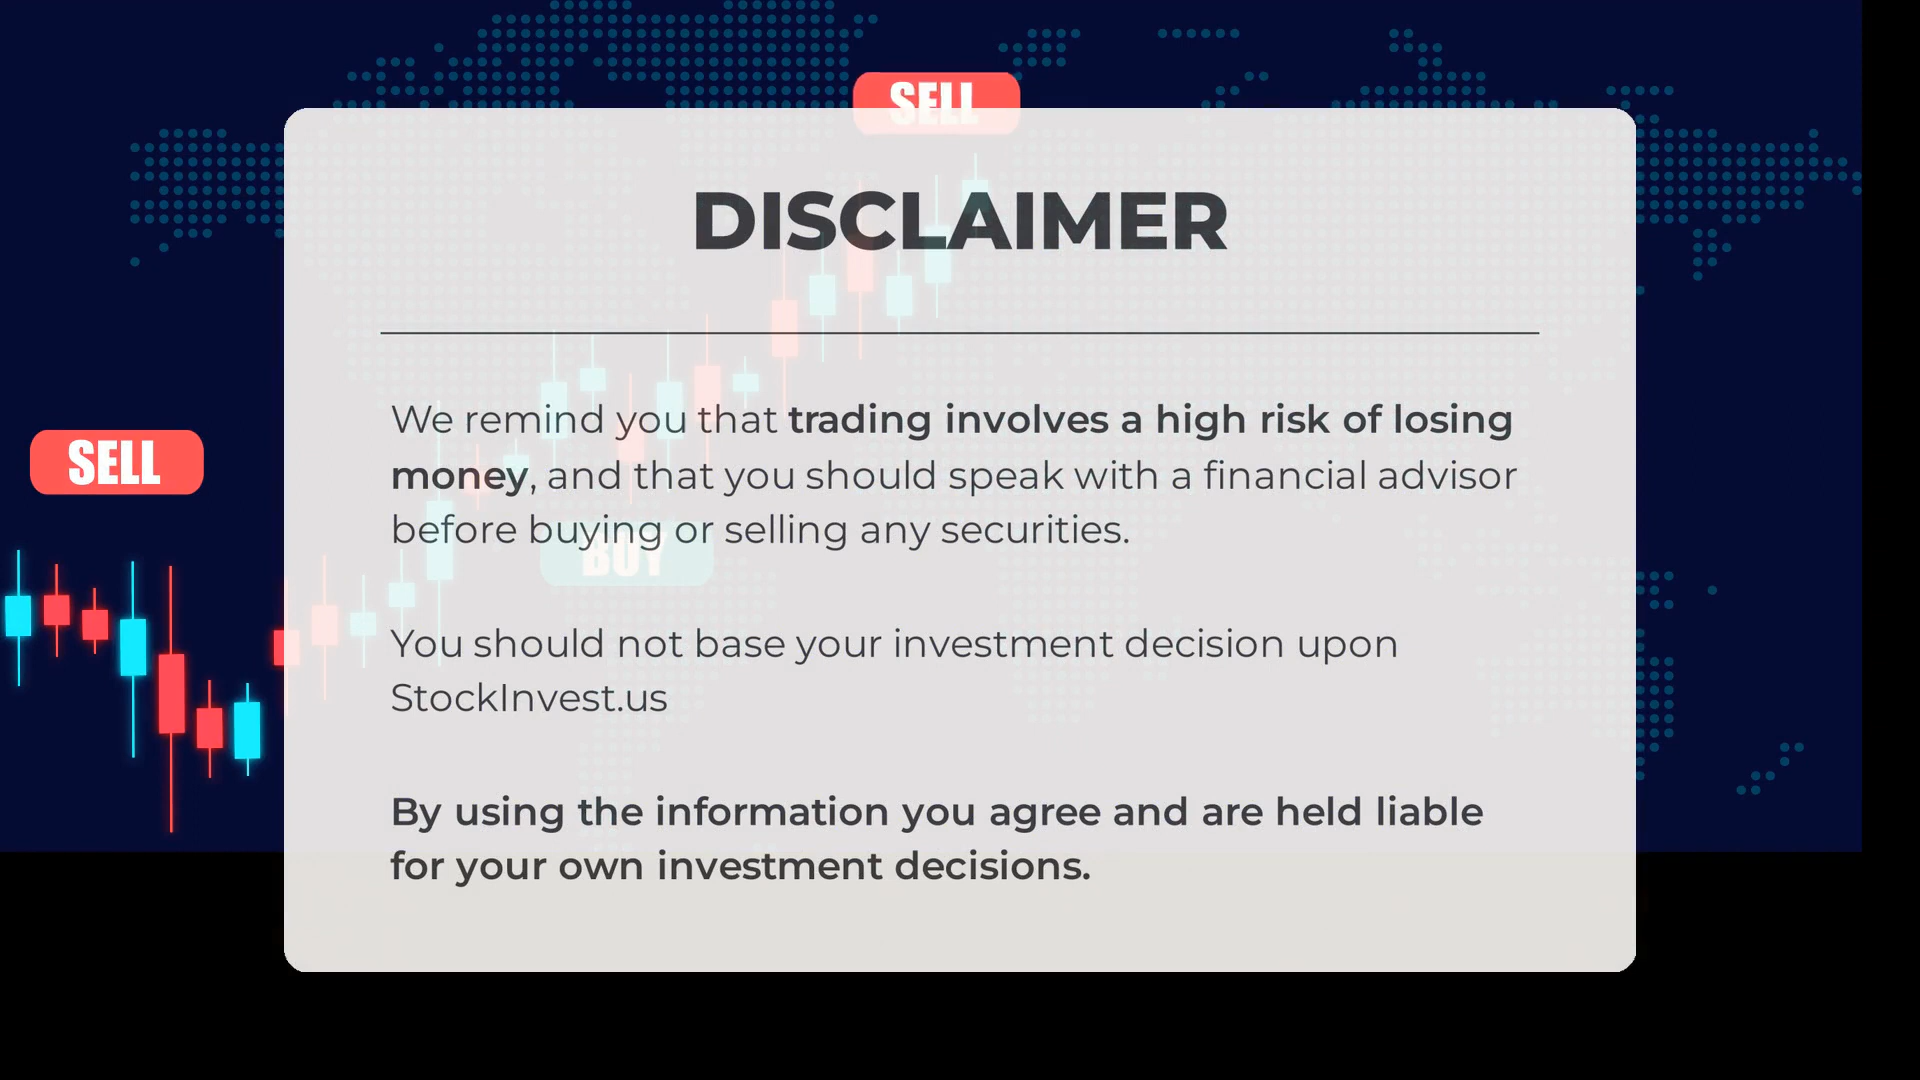 SELL
DISCLAIMER
We remind you that trading involves a high risk of losing
money, and that you should speak with a financial advisor
before buying or selling any securities.
SELL
BUY
You should not base your investment decision upon
StockInvest.us
By using the information you agree and are held liable
for your own investment decisions.